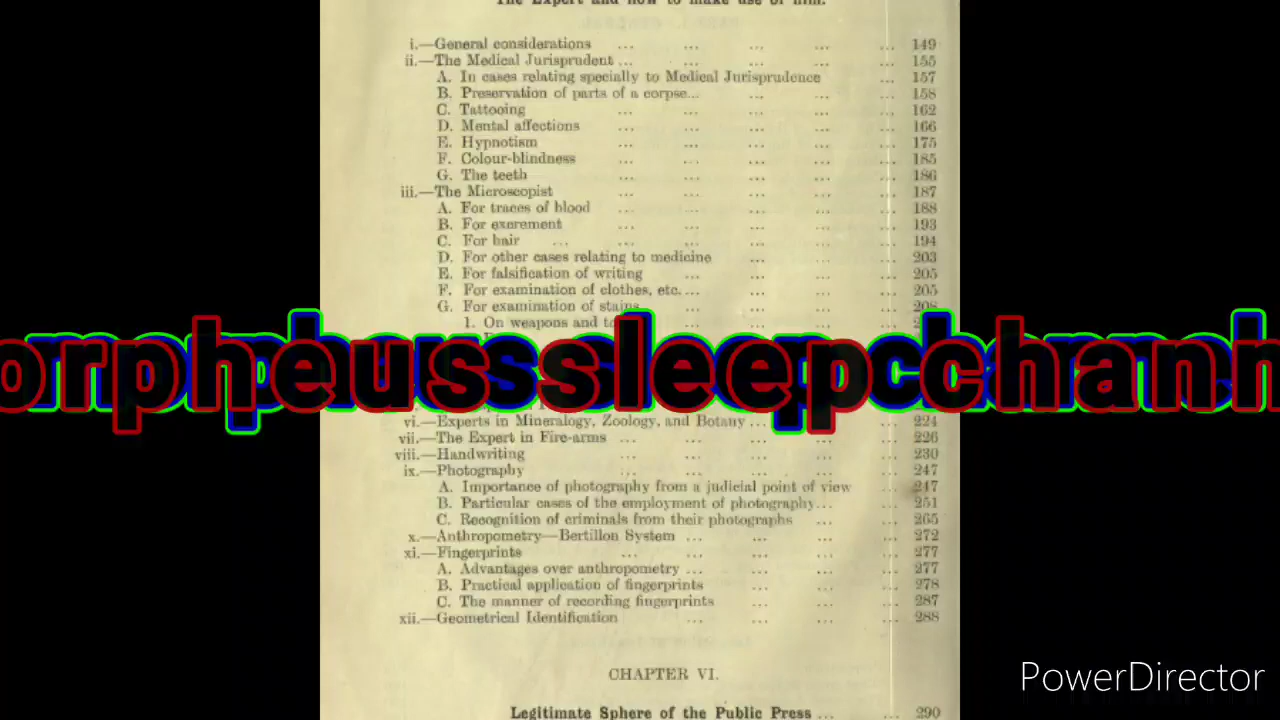 The Expert and how to make use of him.
i.—General considerations ... ... ... ... ... 149
ii.—The Medical Jurisprudent ... ... ... ... ... 155
A. In cases relating specially to Medical Jurisprudence ... 157
B. Preservation of parts of a corpse... ... ... ... 158
C. Tattooing ... ... ... ... ... 162
D. Mental affections ... ... ... ... ... 166
E. Hypnotism ... ... ... ... ... 175
F. Colour-blindness ... ... ... ... ... 185
G. The teeth ... ... ... ... ... 186
iii.—The Microscopist ... ... ... ... ... 187
A. For traces of blood ... ... ... ... ... 188
B. For excrement ... ... ... ... ... 193
C. For hair ... ... ... ... ... ... 194
D. For other cases relating to medicine ... ... ... 203
E. For falsification of writing ... ... ... ... 205
F. For examination of clothes, etc. ... ... ... ... 205
G. For examination of stains ... ... ... 208
1. On weapons and
orpheusssleepcchann
vi.—Experts in Mineralogy, Zoology, and Botany ... ... ... 224
vii.—The Expert in Fire-arms ... ... ... ... ... 226
viii.—Handwriting ... ... ... ... ... 230
ix.—Photography ... ... ... ... ... 247
A. Importance of photography from a judicial point of view ... 247
B. Particular cases of the employment of photography... ... 251
C. Recognition of criminals from their photographs ... ... 265
x.—Anthropometry—Bertillon System ... ... ... ... 272
xi.—Fingerprints ... ... ... ... ... 277
A. Advantages over anthropometry ... ... ... ... 277
B. Practical application of fingerprints ... ... ... 278
C. The manner of recording fingerprints ... ... ... 287
xii.—Geometrical Identification ... ... ... ... 288
CHAPTER VI.
Legitimate Sphere of the Public Press ... ... 290
PowerDirector